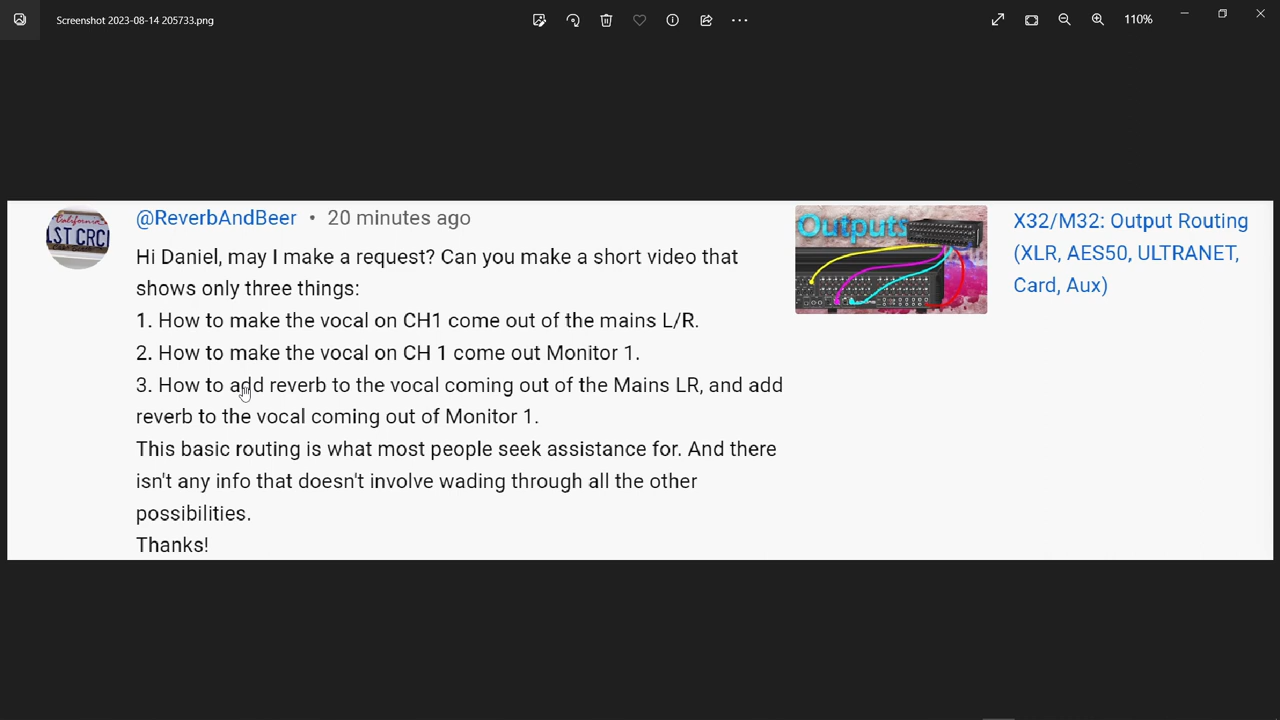 Screenshot 2023-08-14 205733.png
110%
@ReverbAndBeer • 20 minutes ago
Hi Daniel, may I make a request? Can you make a short video that
shows only three things:
1. How to make the vocal on CH1 come out of the mains L/R.
2. How to make the vocal on CH 1 come out Monitor 1.
3. How to add reverb to the vocal coming out of the Mains LR, and add
reverb to the vocal coming out of Monitor 1.
This basic routing is what most people seek assistance for. And there
isn't any info that doesn't involve wading through all the other
possibilities.
Thanks!
California
LST CRC
Outputs
X32/M32: Output Routing
(XLR, AES50, ULTRANET,
Card, Aux)